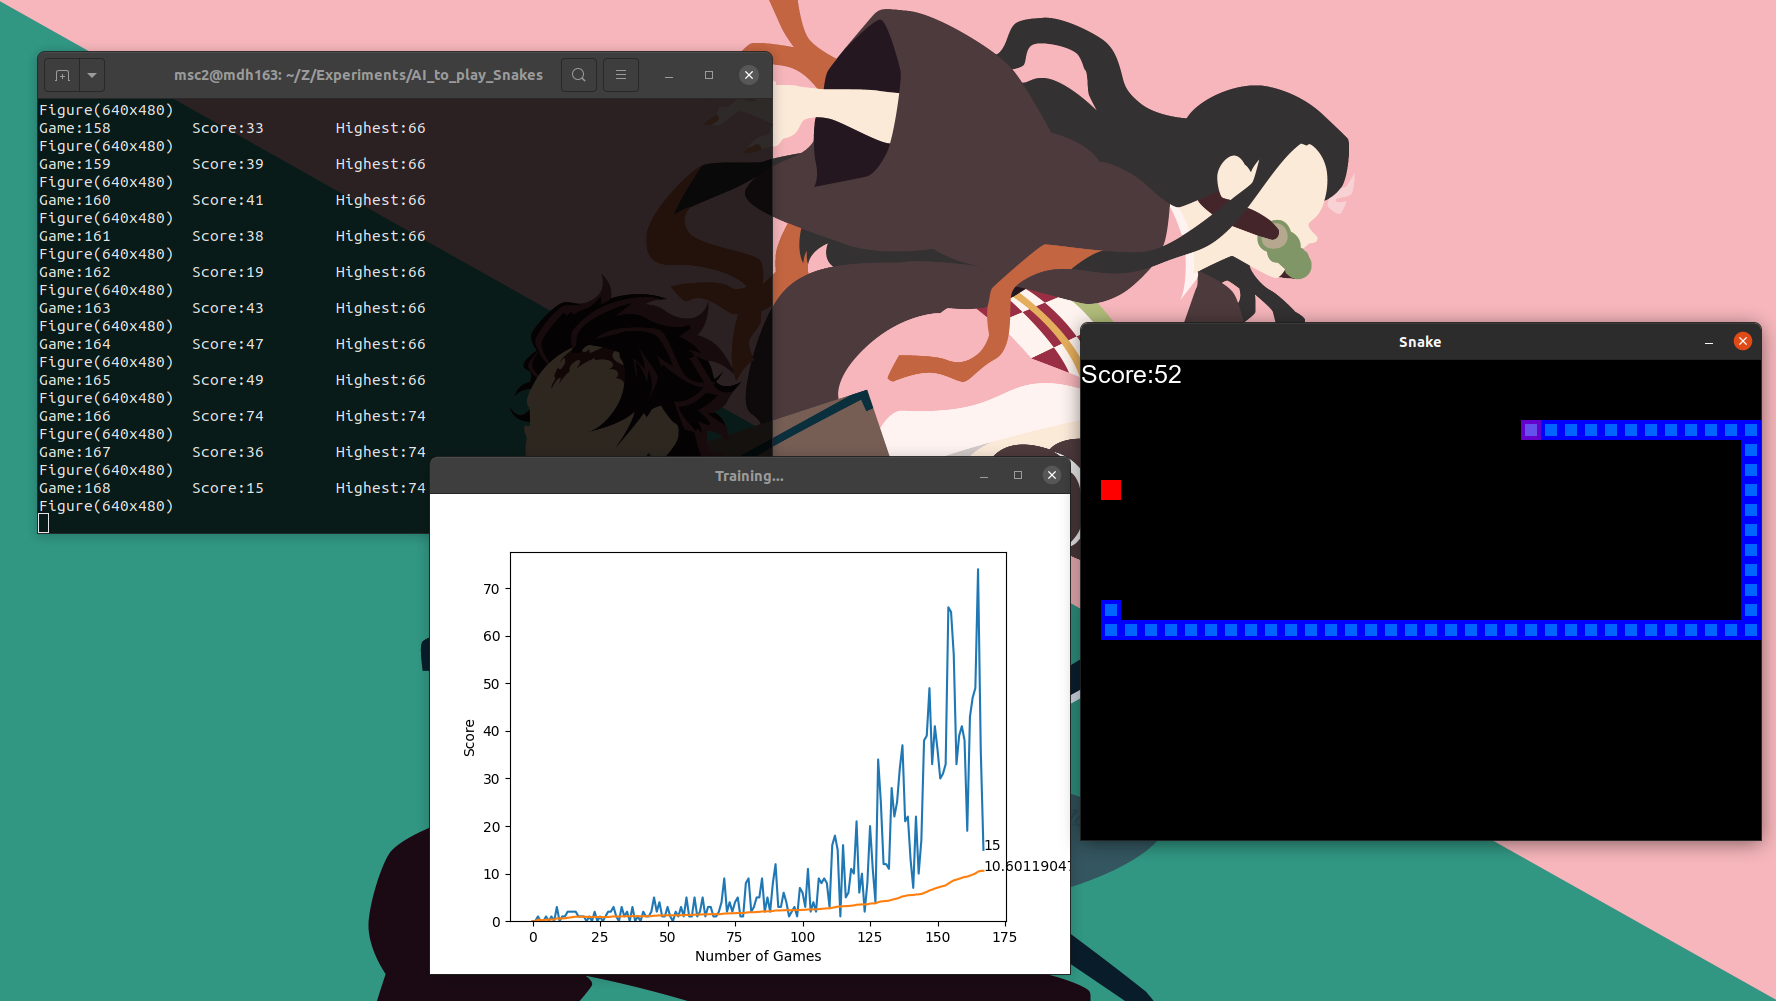 msc2@mdh163: ~/Z/Experiments/AI_to_play_Snakes
Figure(640x480)
Game:158 Score:33 Highest:66
Figure(640x480)
Game:159 Score:39 Highest:66
Figure(640x480)
Game:160 Score:41 Highest:66
Figure(640x480)
Game:161 Score:38 Highest:66
Figure(640x480)
Game:162 Score:19 Highest:66
Figure(640x480)
Game:163 Score:43 Highest:66
Figure(640x480)
Game:164 Score:47 Highest:66
Figure(640x480)
Game:165 Score:49 Highest:66
Figure(640x480)
Game:166 Score:74 Highest:74
Figure(640x480)
Game:167 Score:36 Highest:74
Figure(640x480)
Game:168 Score:15 Highest:74
Figure(640x480)
Training...
70
60
50
40
30
20
10
0
Score
15
10.6011904
0 25 50 75 100 125 150 175
Number of Games
Snake
Score:52